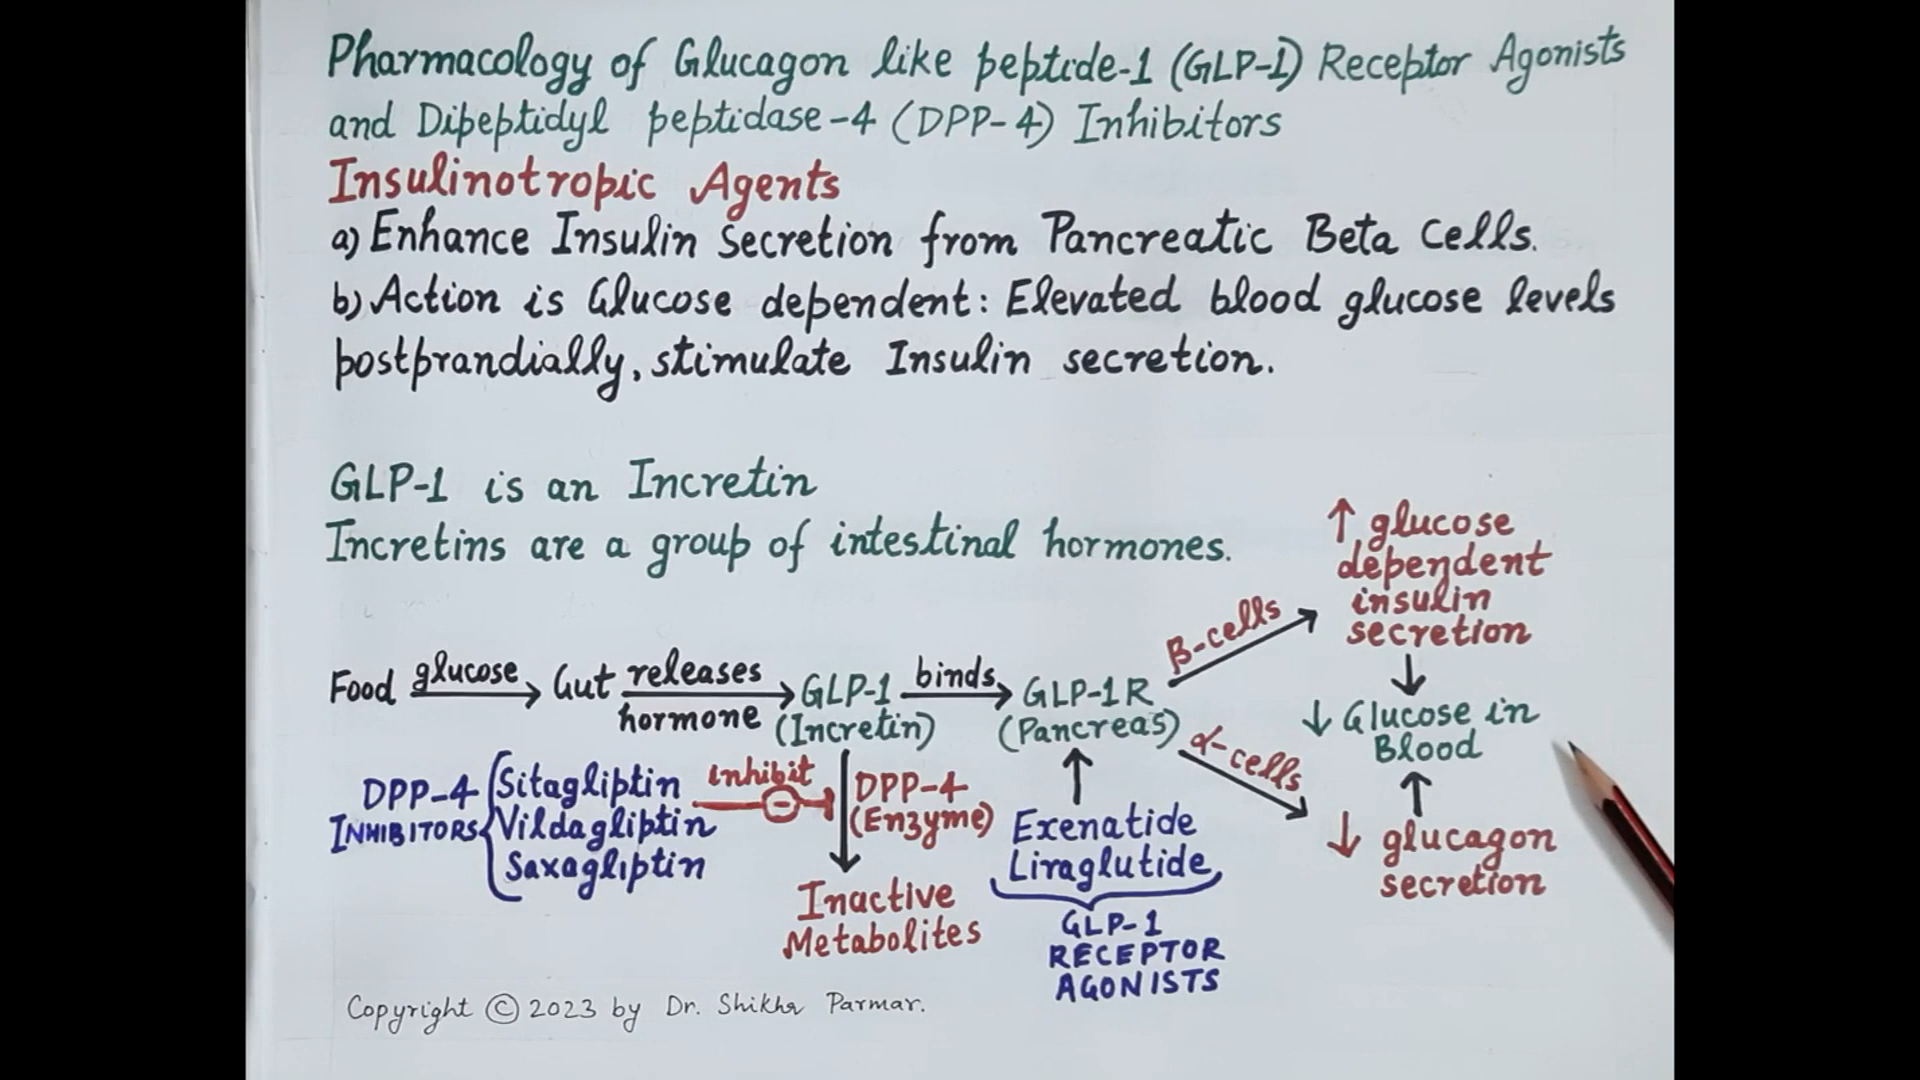 Pharmacology of Glucagon like peptide-1 (GLP-1) Receptor Agonists
and Dipeptidyl peptidase-4 (DPP-4) Inhibitors
Insulinotropic Agents
a) Enhance Insulin Secretion from Pancreatic Beta Cells.
b) Action is Glucose dependent: Elevated blood glucose levels
postprandially, stimulate Insulin secretion.
GLP-1 is an Incretin
Incretins are a group of intestinal hormones.
Food glucose Gut releases hormone GLP-1 (Incretin) binds GLP-1R (Pancreas)
β-cells
↑ glucose
dependent
insulin
secretion
↓ Glucose in
Blood
α-cells
↓ glucagon
secretion
DPP-4
INHIBITORS
Sitagliptin
Vildagliptin
Saxagliptin
inhibit
DPP-4
(Enzyme)
Inactive
Metabolites
Exenatide
Liraglutide
GLP-1
RECEPTOR
AGONISTS
Copyright © 2023 by Dr. Shikha Parmar.